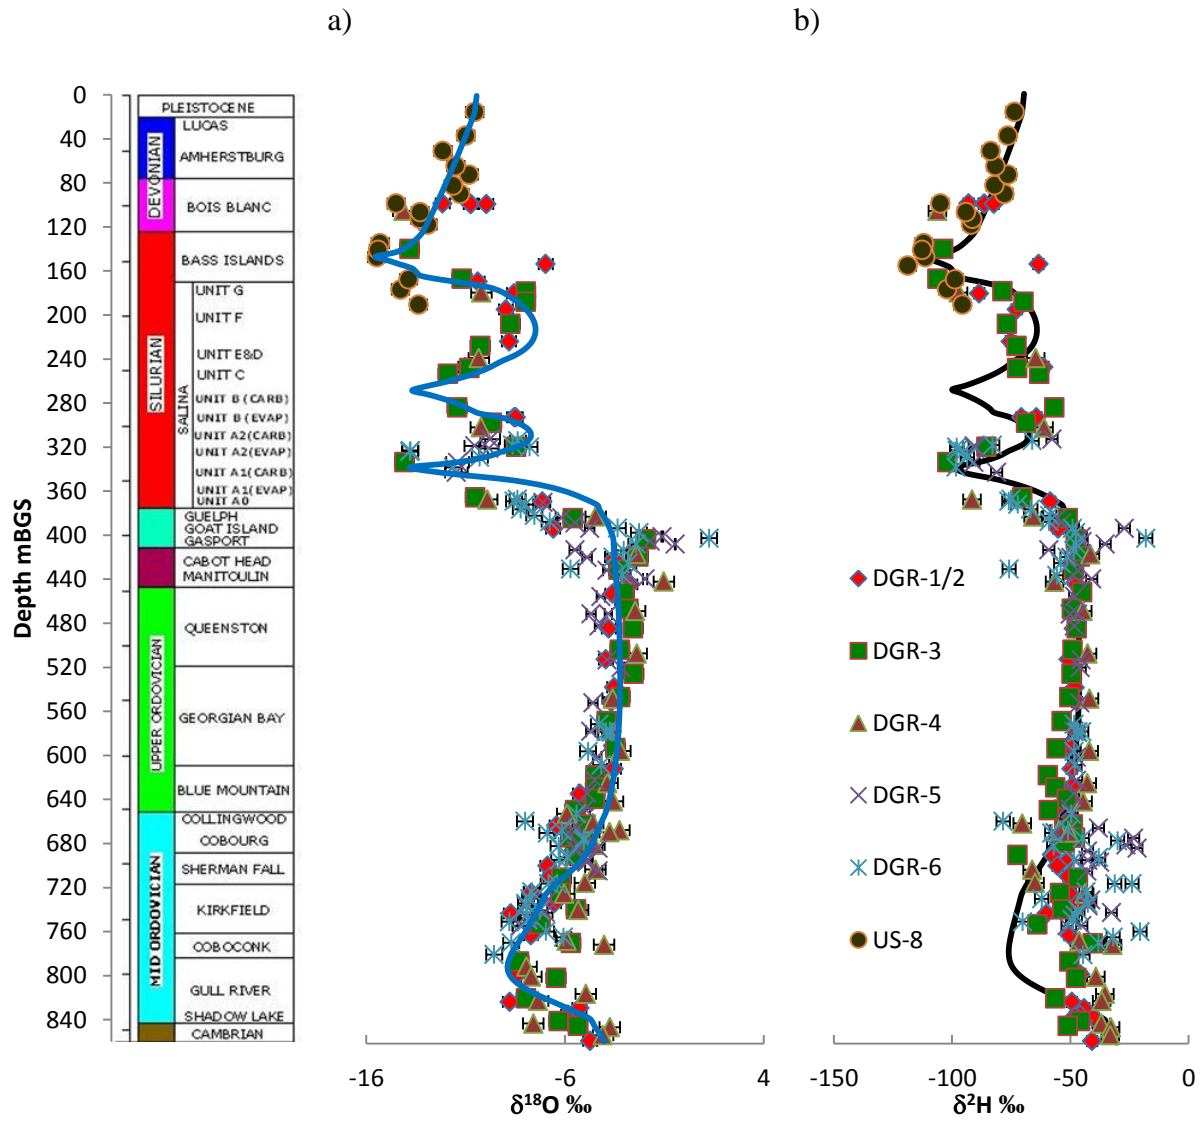 a)
b)
Depth mBGS
0
40
80
120
160
200
240
280
320
360
400
440
480
520
560
600
640
680
720
760
800
840
DEVONIAN
SILURIAN
UPPER ORDOVICIAN
MID ORDOVICIAN
PLEISTOCENE
LUCAS
AMHERSTBURG
BOIS BLANC
BASS ISLANDS
SALINA
UNIT G
UNIT F
UNIT E&D
UNIT C
UNIT B (CARB)
UNIT B (EVAP)
UNIT A2(CARB)
UNIT A2(EVAP)
UNIT A1(CARB)
UNIT A1(EVAP)
UNIT A0
GUELPH
GOAT ISLAND
GASPORT
CABOT HEAD
MANITOULIN
QUEENSTON
GEORGIAN BAY
BLUE MOUNTAIN
COLLINGWOOD
COBOURG
SHERMAN FALL
KIRKFIELD
COBOCONK
GULL RIVER
SHADOW LAKE
CAMBRIAN
-16
-6
4
δ¹⁸O ‰
DGR-1/2
DGR-3
DGR-4
DGR-5
DGR-6
US-8
-150
-100
-50
0
δ²H ‰